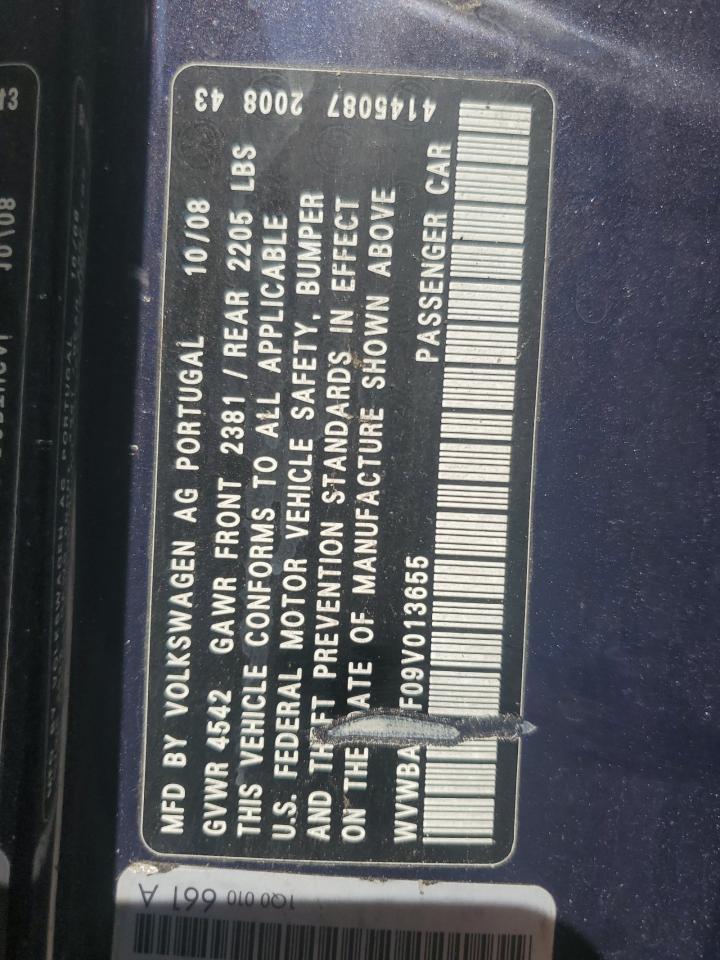 MFD BY VOLKSWAGEN AG PORTUGAL 10/08
GVWR 4542 GAWR FRONT 2381 / REAR 2205 LBS
THIS VEHICLE CONFORMS TO ALL APPLICABLE
U.S. FEDERAL MOTOR VEHICLE SAFETY, BUMPER
AND THEFT PREVENTION STANDARDS IN EFFECT
ON THE DATE OF MANUFACTURE SHOWN ABOVE
PASSENGER CAR
4145087 2008 43
1Q0 010 661 A